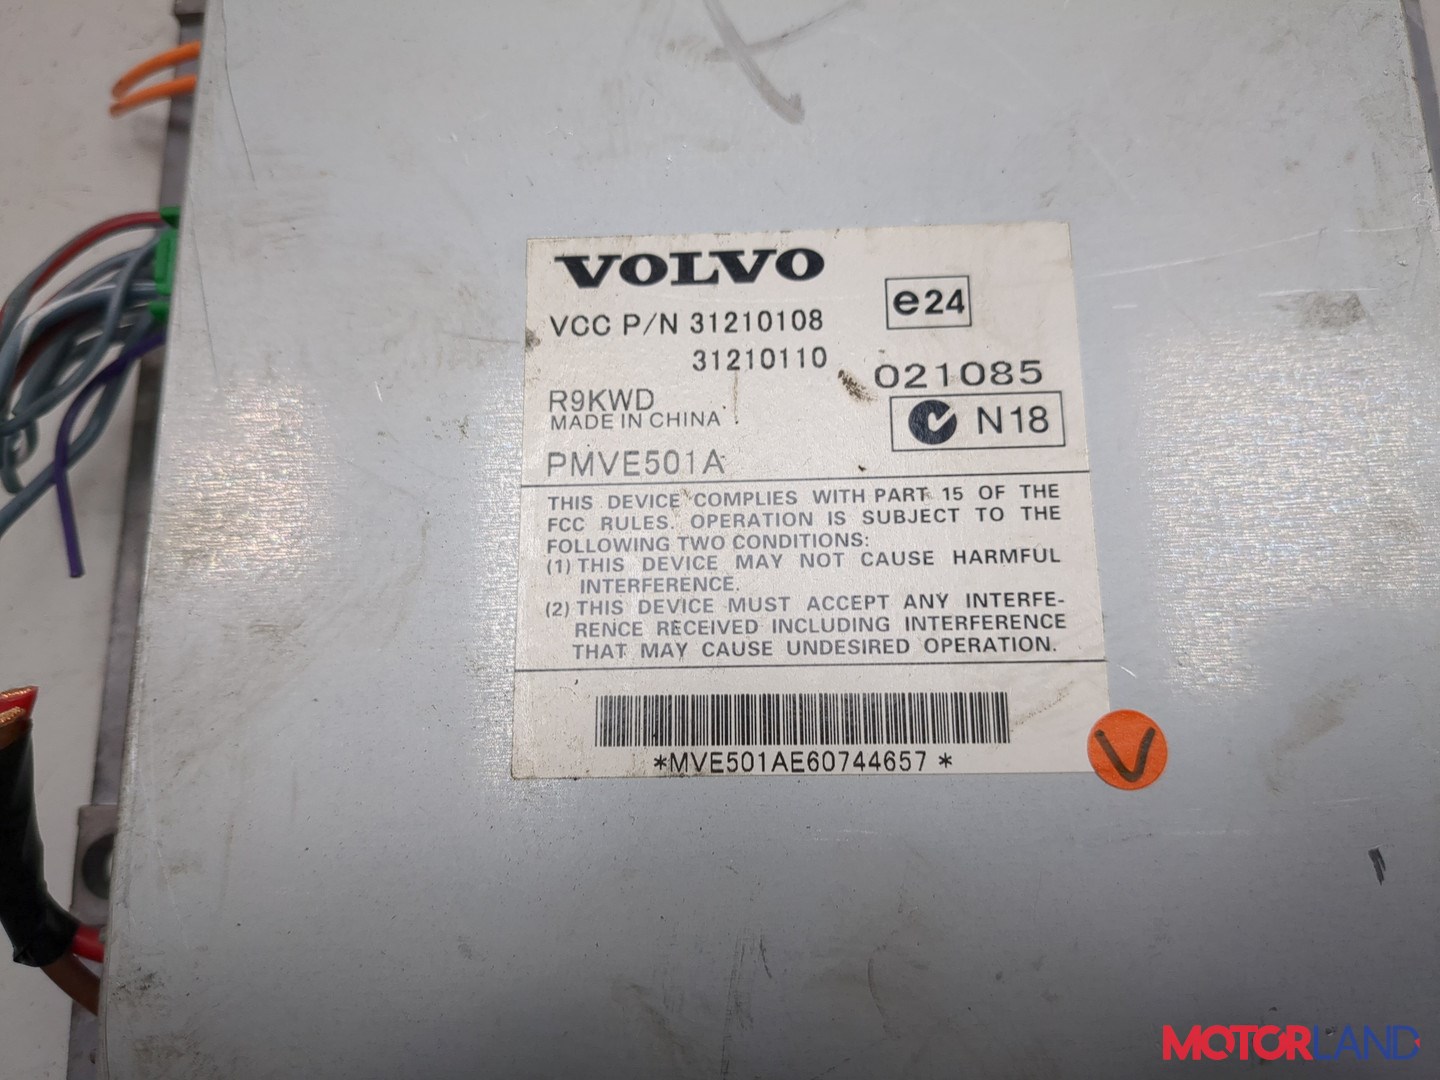 VOLVO
e24
VCC P/N 31210108
31210110
021085
R9KWD
MADE IN CHINA
N18
PMVE501A
THIS DEVICE COMPLIES WITH PART 15 OF THE
FCC RULES. OPERATION IS SUBJECT TO THE
FOLLOWING TWO CONDITIONS:
(1) THIS DEVICE MAY NOT CAUSE HARMFUL
INTERFERENCE.
(2) THIS DEVICE MUST ACCEPT ANY INTERFE-
RENCE RECEIVED INCLUDING INTERFERENCE
THAT MAY CAUSE UNDESIRED OPERATION.
*MVE501AE60744657*
V
MOTORLAND